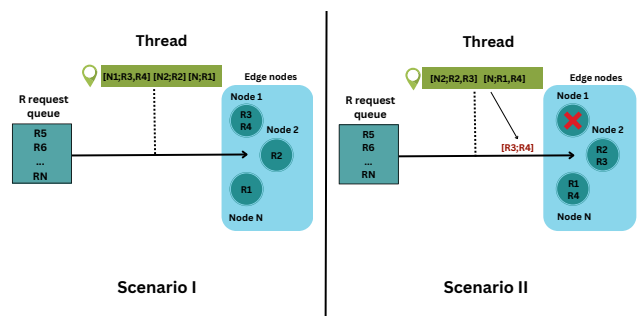 Thread
[N1;R3,R4] [N2;R2] [N;R1]
Edge nodes
R request
queue
Node 1
R5
R6
...
RN
R3
R4
Node 2
R2
R1
Node N
Scenario I
Thread
[N2;R2,R3] [N;R1,R4]
Edge nodes
R request
queue
Node 1
R5
R6
...
RN
Node 2
[R3;R4]
R2
R3
R1
R4
Node N
Scenario II